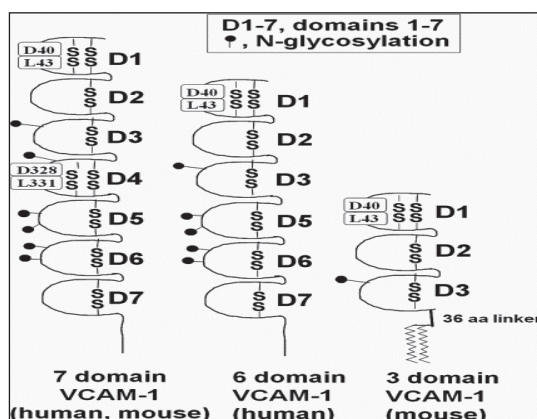 D1-7, domains 1-7
, N-glycosylation
D40
L43
S S
S S
D1
S
S
D2
S
S
D3
D328
L331
S S
S S
D4
S
S
D5
S
S
D6
S
S
D7
7 domain
VCAM-1
(human, mouse)
D40
L43
S S
S S
D1
S
S
D2
S
S
D3
S
S
D5
S
S
D6
S
S
D7
6 domain
VCAM-1
(human)
D40
L43
S S
S S
D1
S
S
D2
S
S
D3
36 aa linker
3 domain
VCAM-1
(mouse)